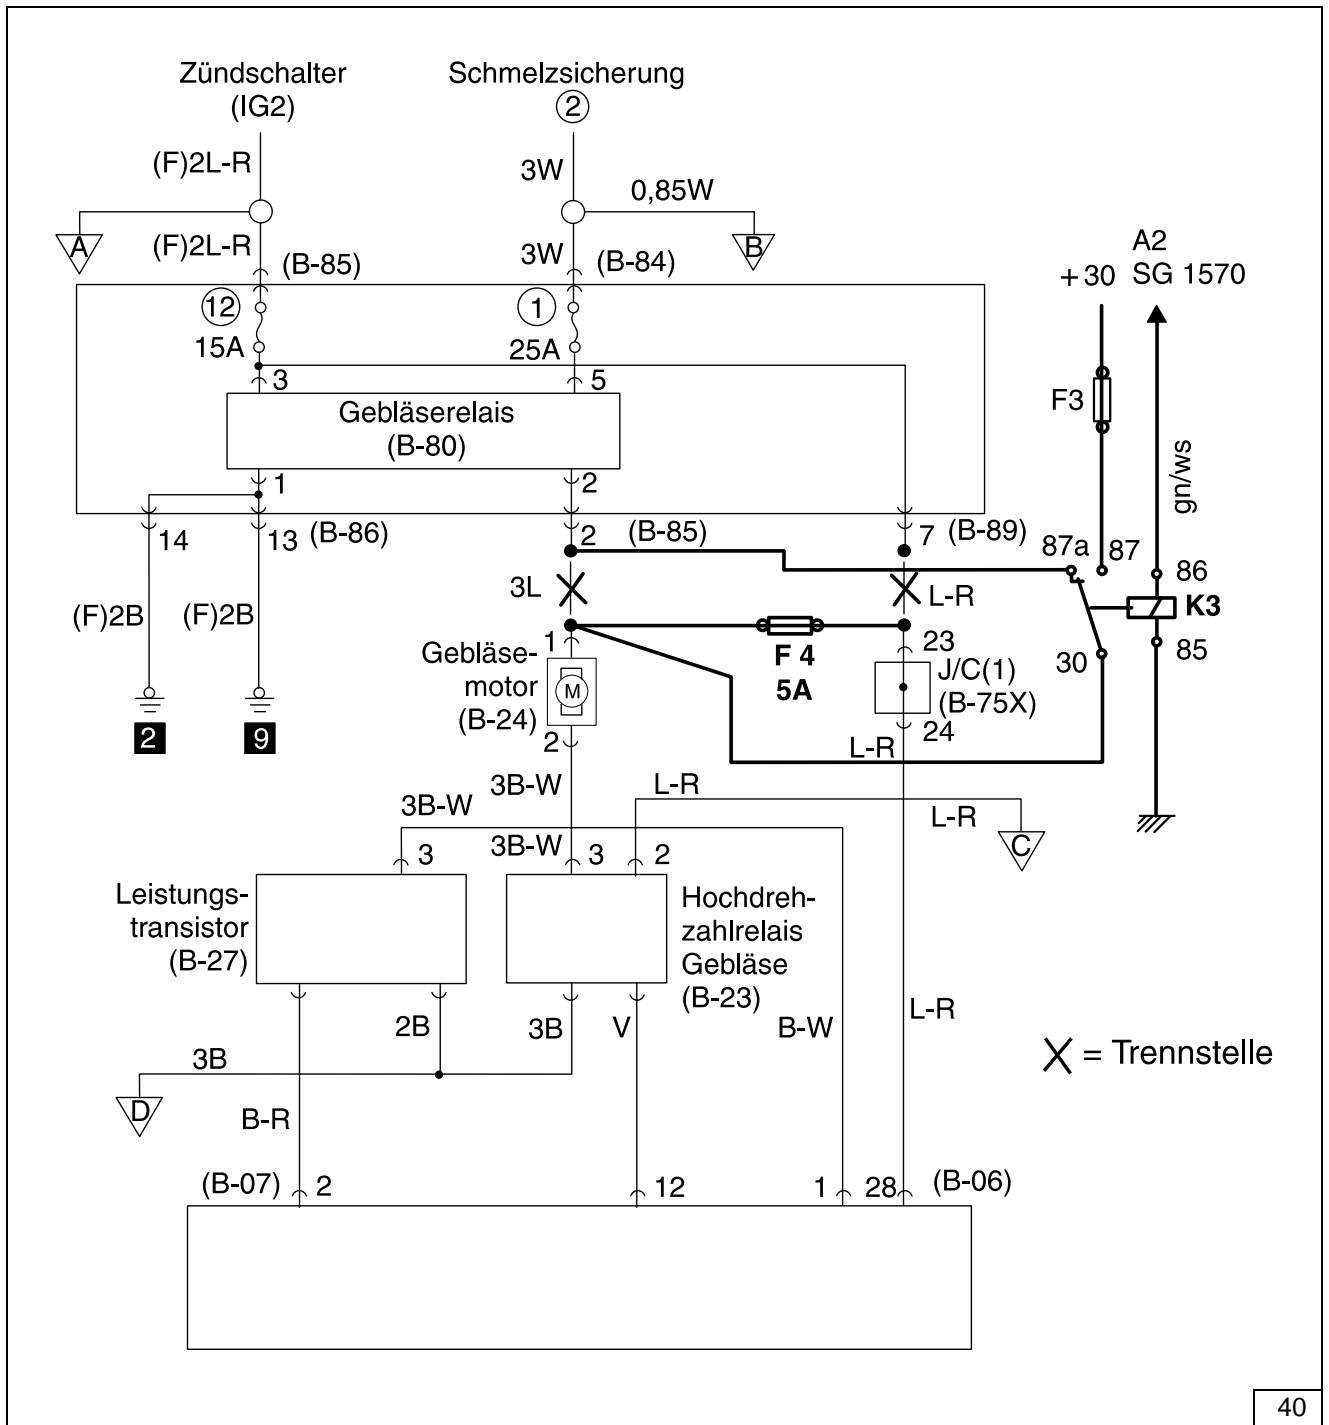 Zündschalter
(IG2)
Schmelzsicherung
2
(F)2L-R
3W
0,85W
A
(F)2L-R
(B-85)
3W
(B-84)
B
A2
+30 SG 1570
12
15A
1
25A
3
5
F3
Gebläserelais
(B-80)
gn/ws
1
2
14
13
(B-86)
2
(B-85)
7
(B-89)
87a
87
86
K3
3L
L-R
(F)2B
(F)2B
1
Gebläse-
motor
(B-24)
M
2
F 4
5A
23
J/C(1)
(B-75X)
24
30
85
2
9
L-R
3B-W
L-R
3B-W
L-R
C
3
3B-W
3
2
Leistungs-
transistor
(B-27)
Hochdreh-
zahlrelais
Gebläse
(B-23)
2B
3B
V
B-W
L-R
X = Trennstelle
3B
D
B-R
(B-07)
2
12
1
28
(B-06)
40